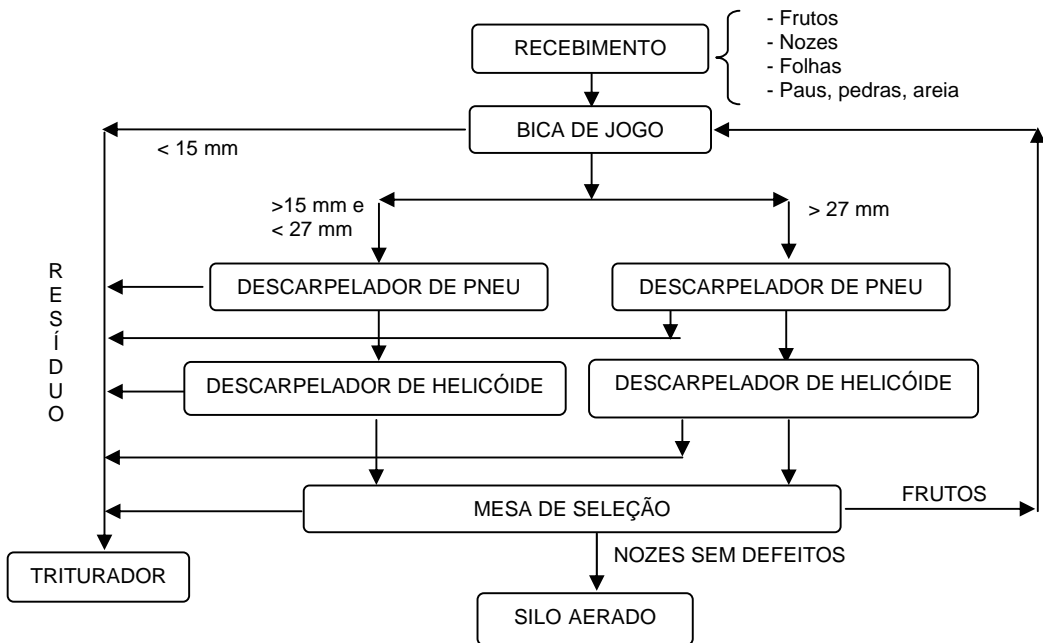 RECEBIMENTO
- Frutos
- Nozes
- Folhas
- Paus, pedras, areia
BICA DE JOGO
< 15 mm
>15 mm e
< 27 mm
> 27 mm
RESÍDUO
DESCARPELADOR DE PNEU
DESCARPELADOR DE PNEU
DESCARPELADOR DE HELICÓIDE
DESCARPELADOR DE HELICÓIDE
MESA DE SELEÇÃO
FRUTOS
NOZES SEM DEFEITOS
TRITURADOR
SILO AERADO